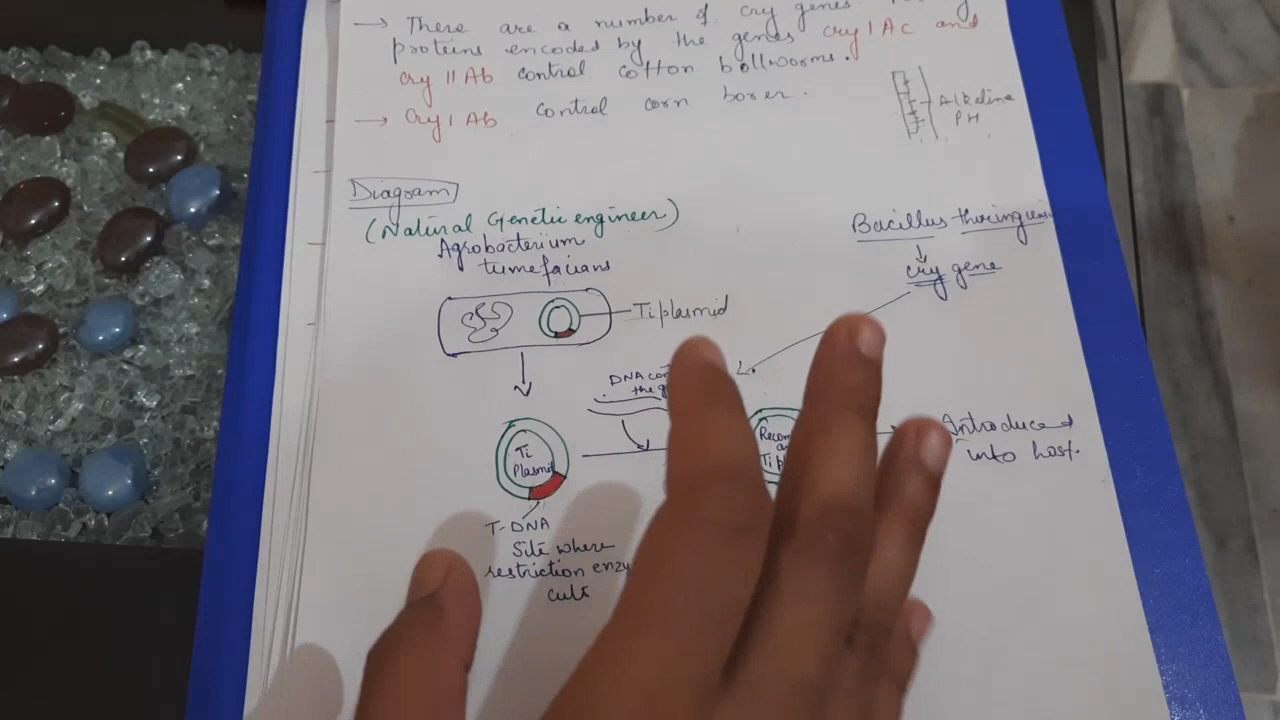 → There are a number of cry genes.
proteins encoded by the genes cry I Ac and
cry II Ab control cotton bollworms.
→ Cry I Ab control corn borer.
Alkaline
PH
Diagram
(Natural Genetic engineer)
Agrobacterium
tumefacians
Bacillus thuringiensis
cry gene
Ti plasmid
DNA
the
Ti
Plasmid
Introduced
into host.
T-DNA
Site where
restriction
cuts